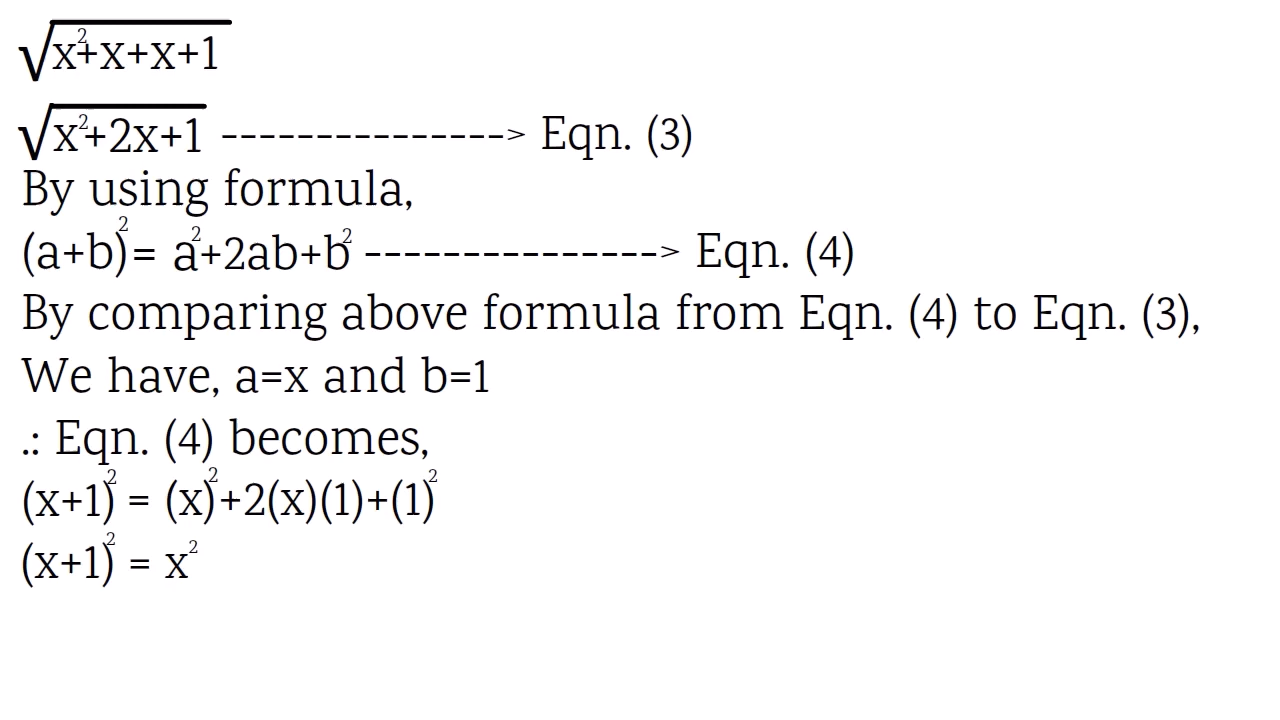 √x²+x+x+1
√x²+2x+1 --------------> Eqn. (3)
By using formula,
(a+b)²= a²+2ab+b² ---------------> Eqn. (4)
By comparing above formula from Eqn. (4) to Eqn. (3),
We have, a=x and b=1
.: Eqn. (4) becomes,
(x+1)² = (x)²+2(x)(1)+(1)²
(x+1)² = x²